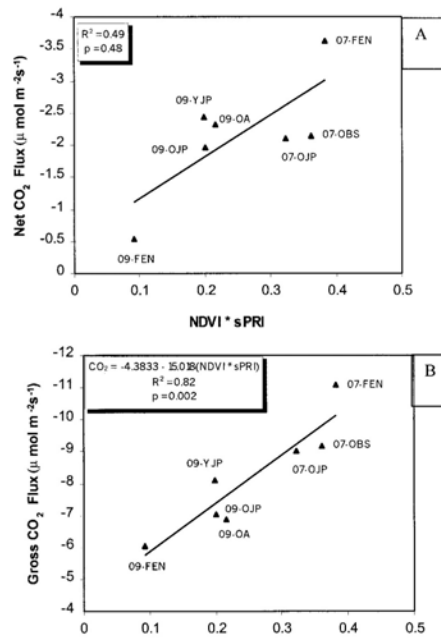 R² =0.49
p =0.48
A
07-FEN
09-YJP
09-OA
09-OJP
07-OBS
07-OJP
09-FEN
Net CO₂ Flux (μ mol m ⁻²s⁻¹)
-4
-3.5
-3
-2.5
-2
-1.5
-1
-0.5
0
0 0.1 0.2 0.3 0.4 0.5
NDVI * sPRI
CO₂ = -4.3833 - 15.018(NDVI *sPRI)
R² =0.82
p =0.002
B
07-FEN
07-OBS
09-YJP
07-OJP
09-OJP
09-OA
09-FEN
Gross CO₂ Flux (μ mol m ⁻²s⁻¹)
-12
-11
-10
-9
-8
-7
-6
-5
-4
0 0.1 0.2 0.3 0.4 0.5